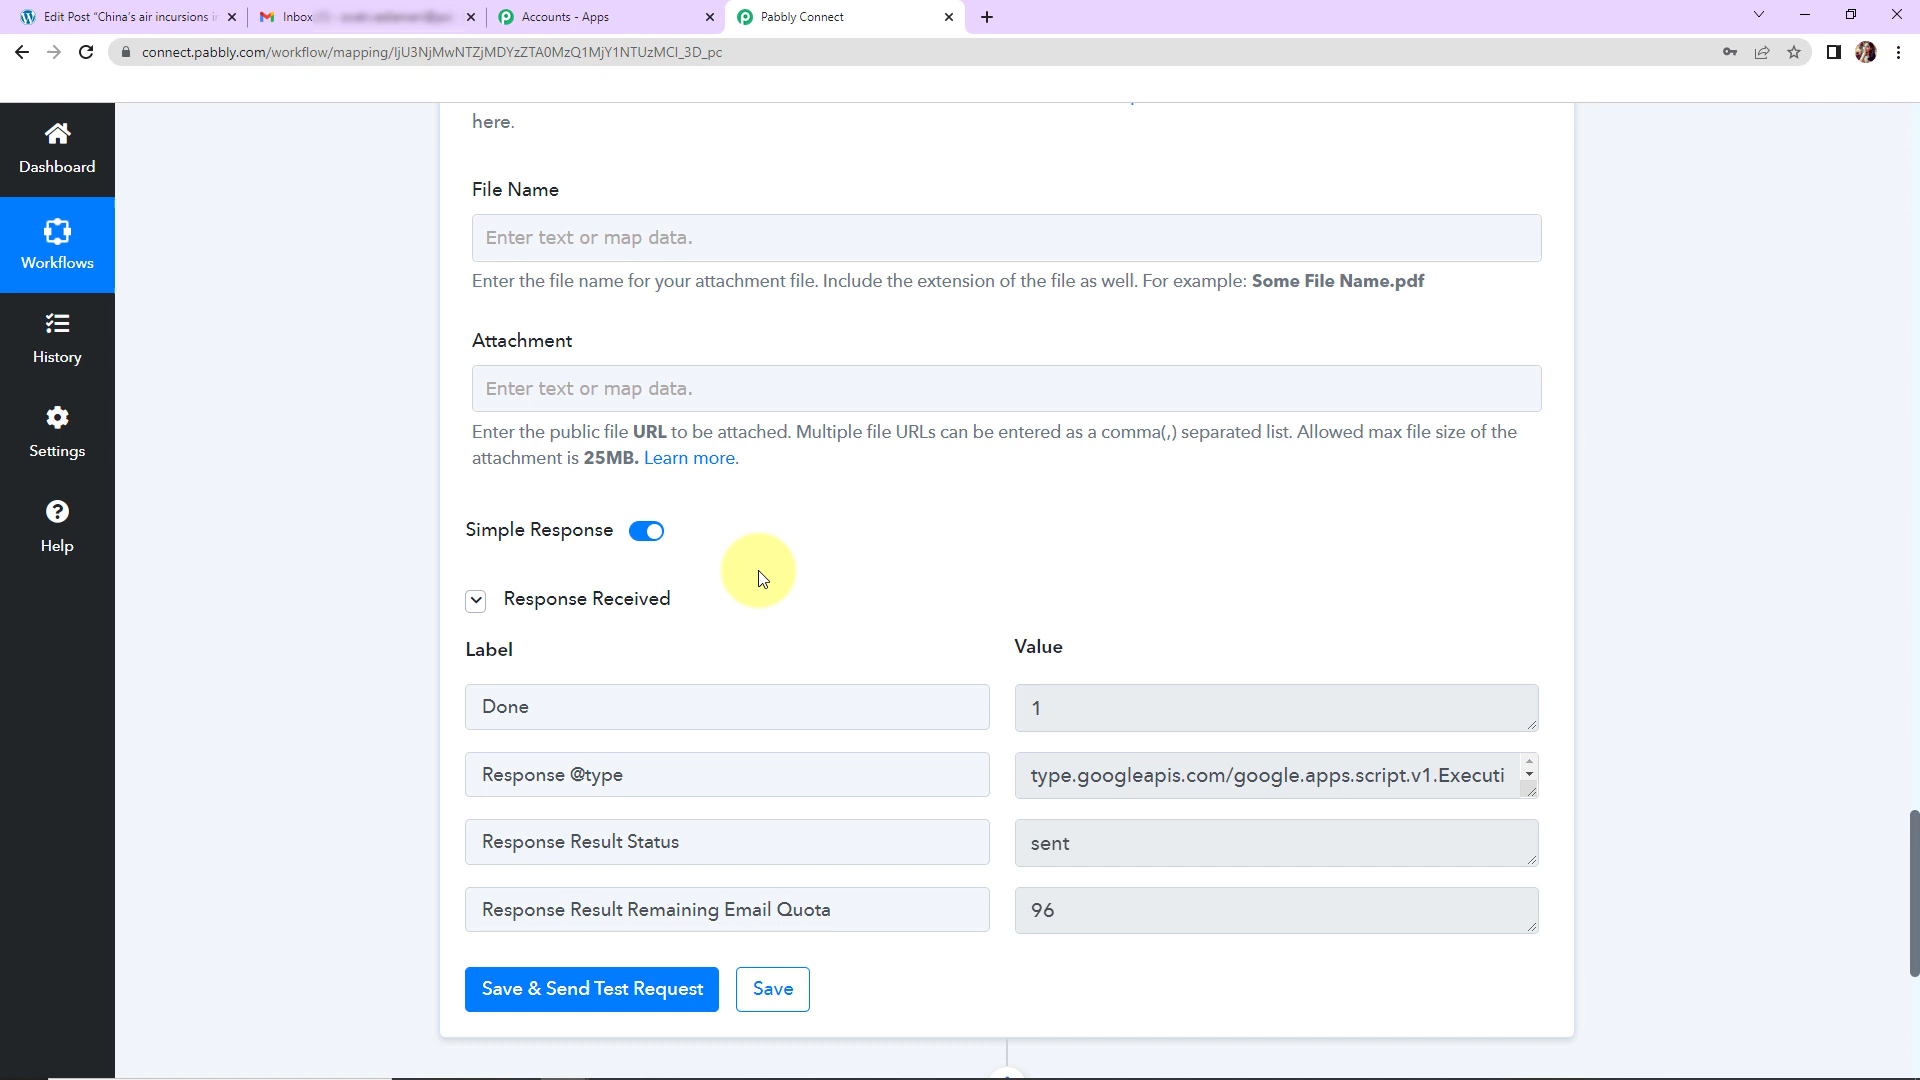 Edit Post “China's air incursions i
Inbox
Accounts - Apps
Pabbly Connect
connect.pabbly.com/workflow/mapping/IjU3NjMwNTZjMDYzZTA0MzQ1MjY1NTUzMCI_3D_pc
here.
Dashboard
Workflows
History
Settings
Help
File Name
Enter text or map data.
Enter the file name for your attachment file. Include the extension of the file as well. For example: Some File Name.pdf
Attachment
Enter text or map data.
Enter the public file URL to be attached. Multiple file URLs can be entered as a comma(,) separated list. Allowed max file size of the
attachment is 25MB. Learn more.
Simple Response
Response Received
Label Value
Done 1
Response @type type.googleapis.com/google.apps.script.v1.Executi
Response Result Status sent
Response Result Remaining Email Quota 96
Save & Send Test Request Save